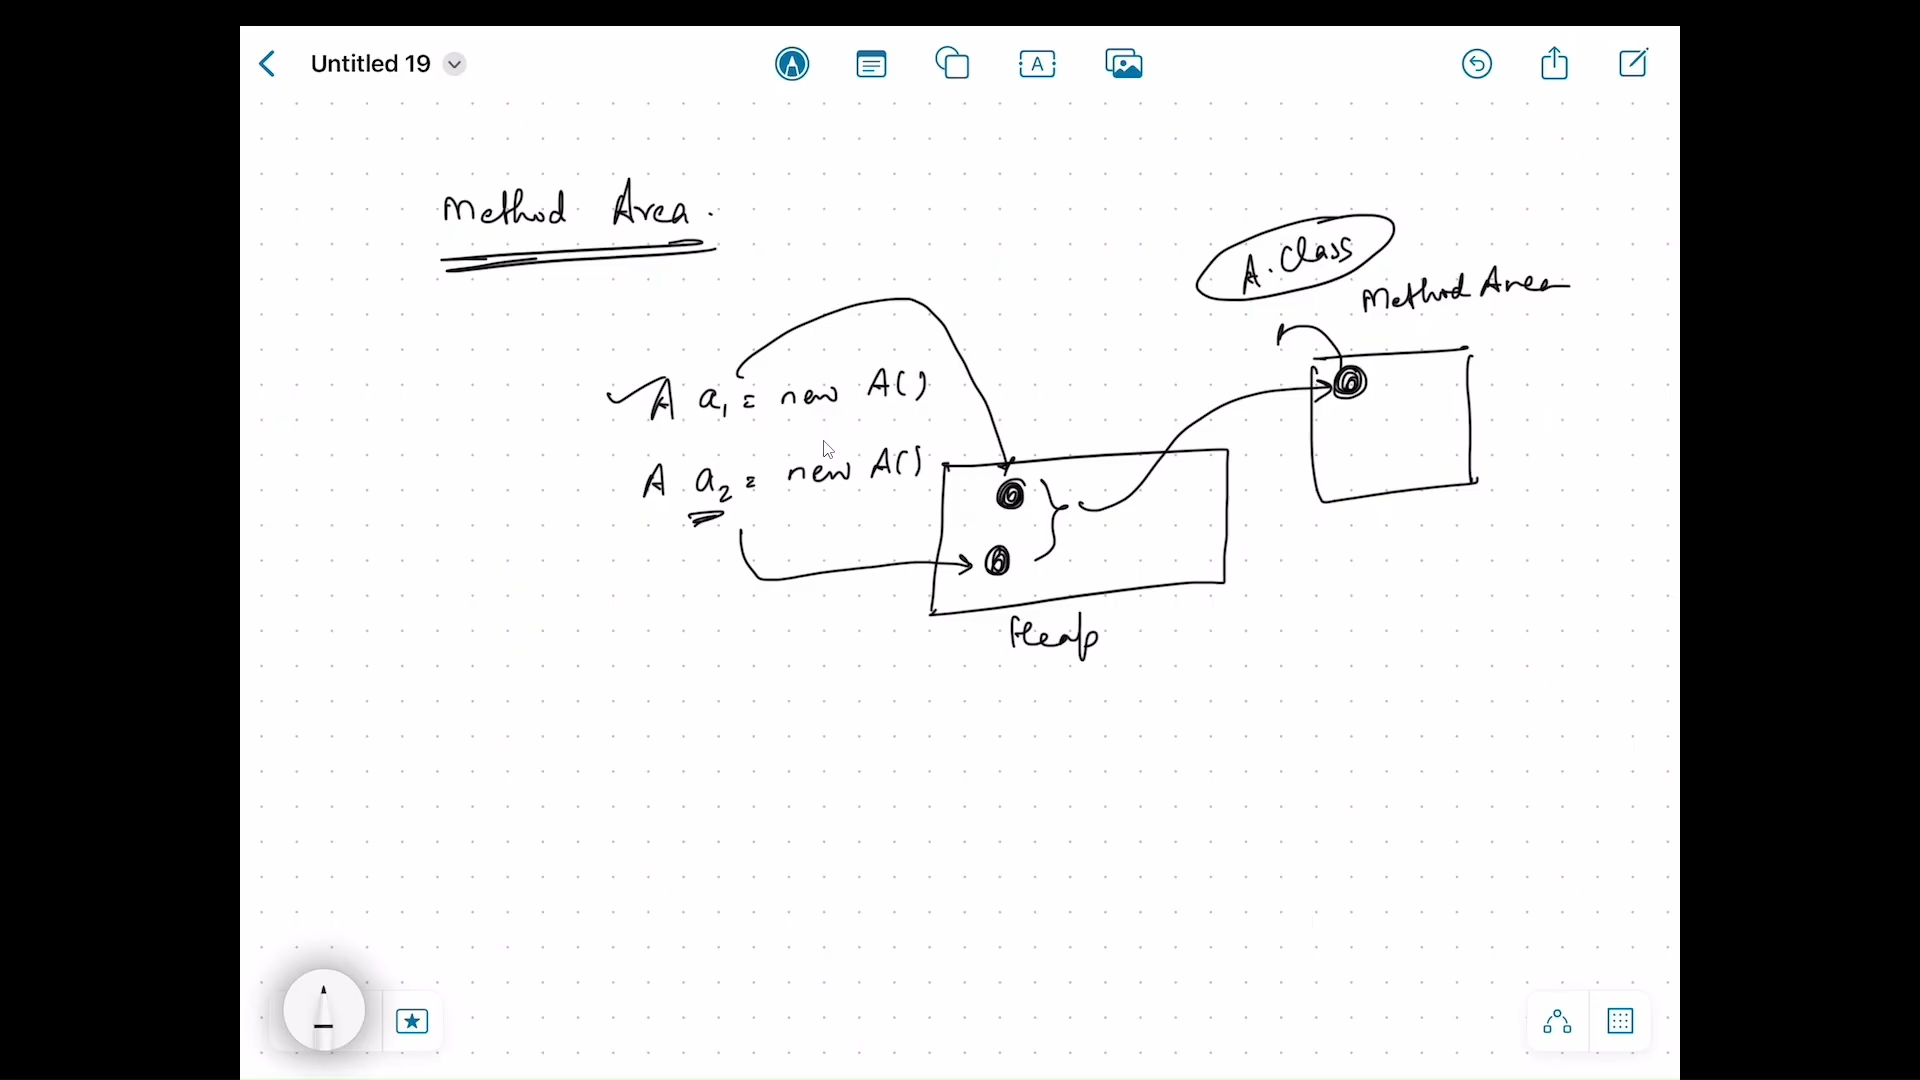 Untitled 19
A
Method Area.
A.Class
Method Area
A a1 = new A()
A a2 = new A()
Heap